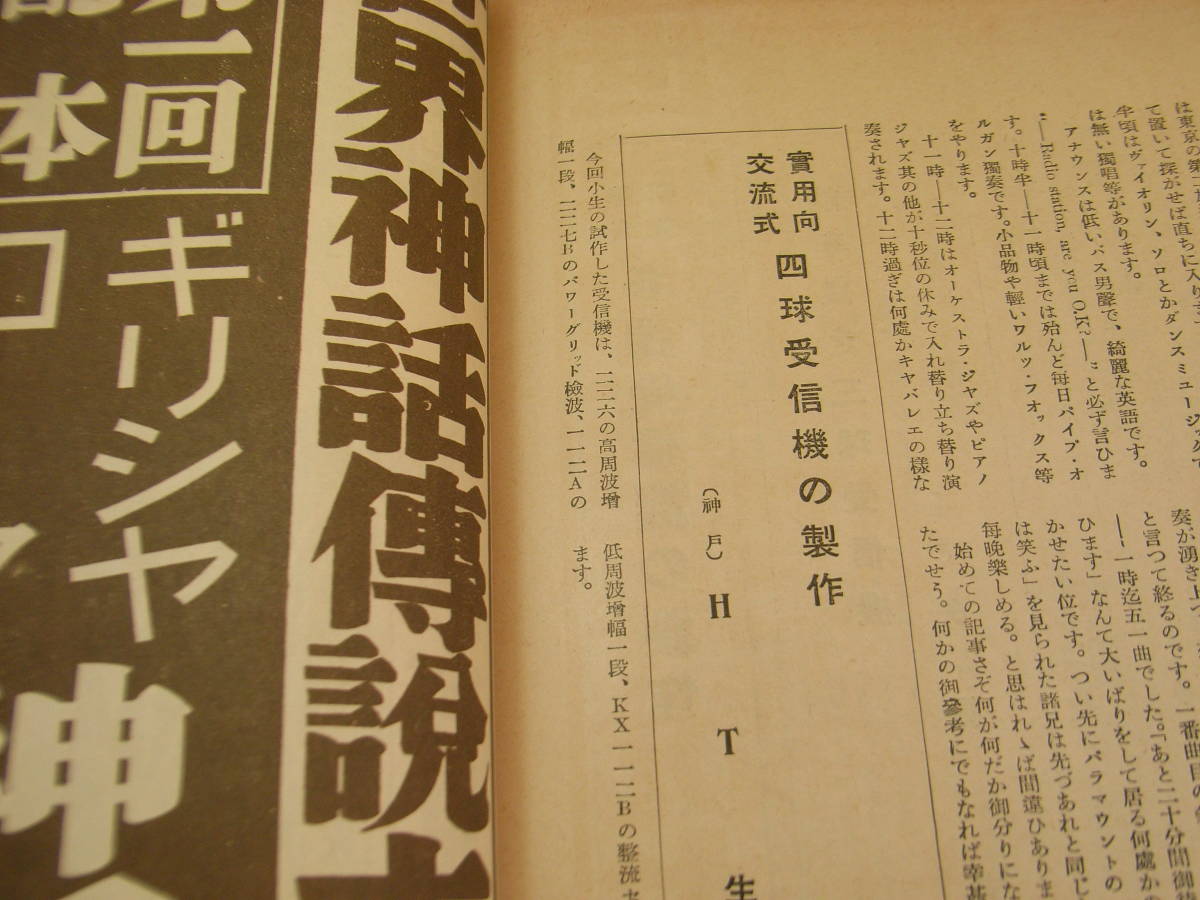 は東京の第二放
て置いて探がせば直ちに入りま
半頃はヴァイオリン、ソロとかダンスミュージックで
は無い獨唱等があります。
アナウンスは低いバス男聲で、綺麗な英語です。
"—Radio station, are you O.K?—" と必ず言ひま
す。十時半—十一時頃までは殆んど毎日パイプ・オ
ルガン獨奏です。小品物や輕いワルツ・フォックス等
をやります。
十一時—十二時はオーケストラ・ジャズやピアノ
ジャズ其の他が十秒位の休みで入れ替り立ち替り演
奏されます。十二時過ぎは何處かキャバレエの樣な
奏が湧き上つ
と言つて終るのです。一番曲目の
—一時迄五一曲でした。「あと二十分間御待
ひます」なんて大いばりをして居る何處かの
かせたい位です。つい先にパラマウントの
は笑ふ」を見られた諸兄は先づあれと同じ
毎晩樂しめる。と思はれゝば間違ひありま
始めての記事さぞ何が何だか御分りにな
たでせう。何かの御參考にでもなれば幸甚
實用向
交流式
四球受信機の製作
(神戸) H T 生
今回小生の試作した受信機は、二二六の高周波增
幅一段、二二七Bのパワーグリッド檢波、一一二Aの
低周波增幅一段、KX一一二Bの整流
ます。
世界神話傳說大
第一回
本
ギリシヤ神
コ